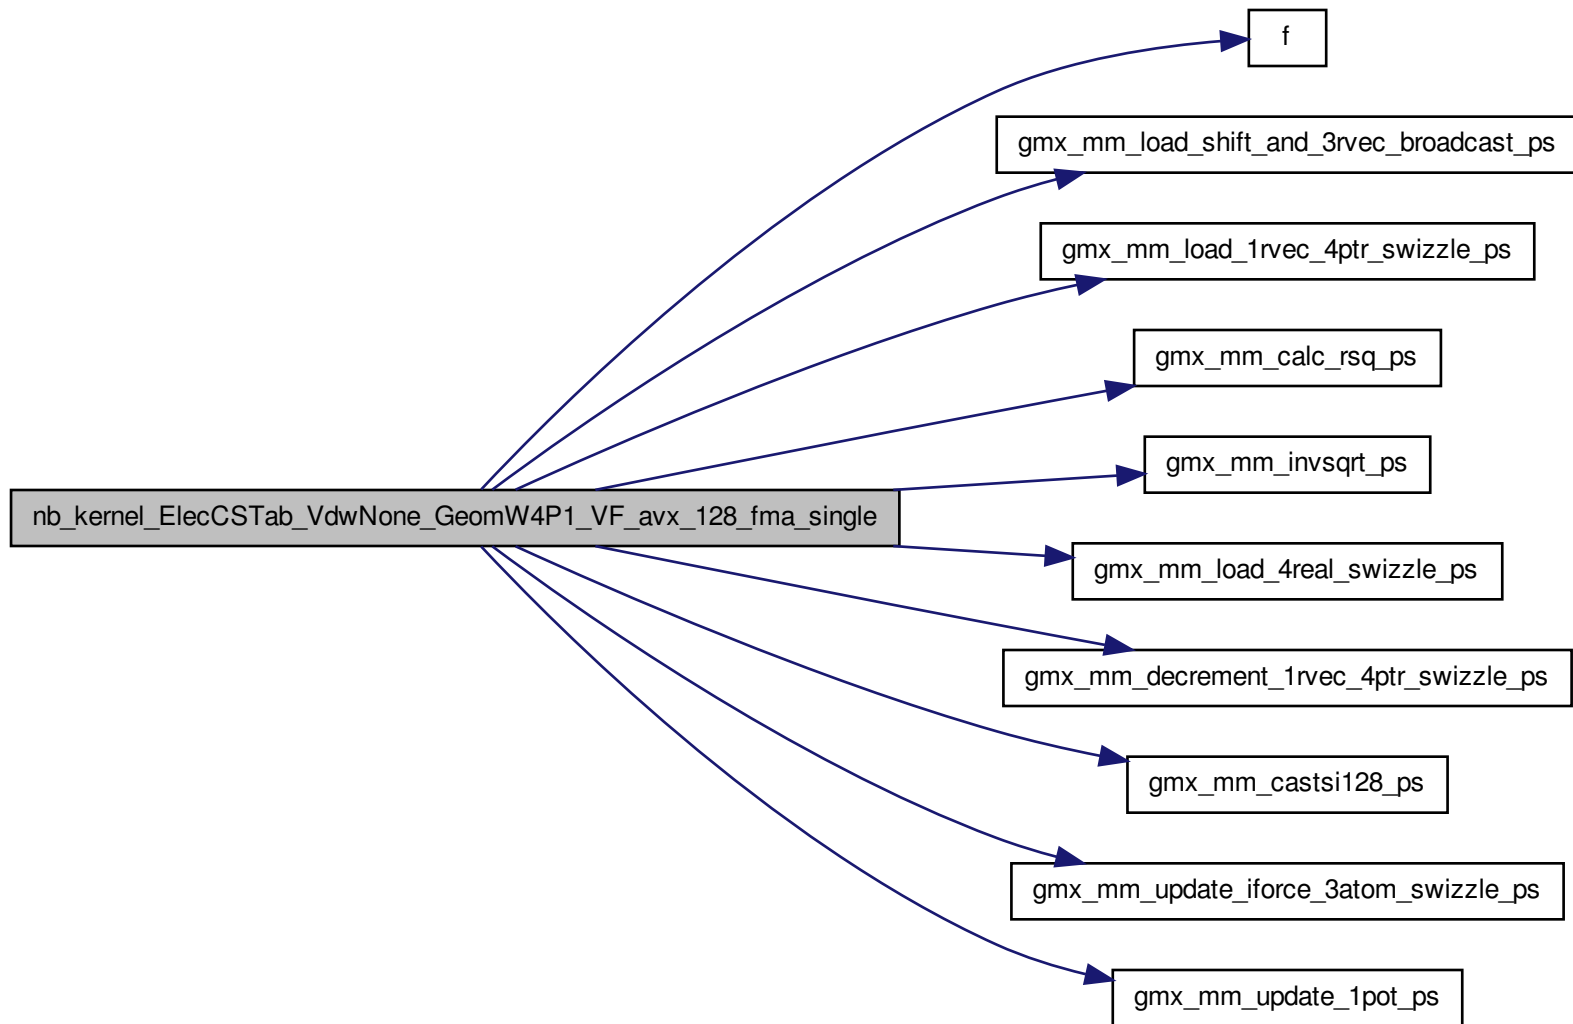 f
gmx_mm_load_shift_and_3rvec_broadcast_ps
gmx_mm_load_1rvec_4ptr_swizzle_ps
gmx_mm_calc_rsq_ps
gmx_mm_invsqrt_ps
nb_kernel_ElecCSTab_VdwNone_GeomW4P1_VF_avx_128_fma_single
gmx_mm_load_4real_swizzle_ps
gmx_mm_decrement_1rvec_4ptr_swizzle_ps
gmx_mm_castsi128_ps
gmx_mm_update_iforce_3atom_swizzle_ps
gmx_mm_update_1pot_ps